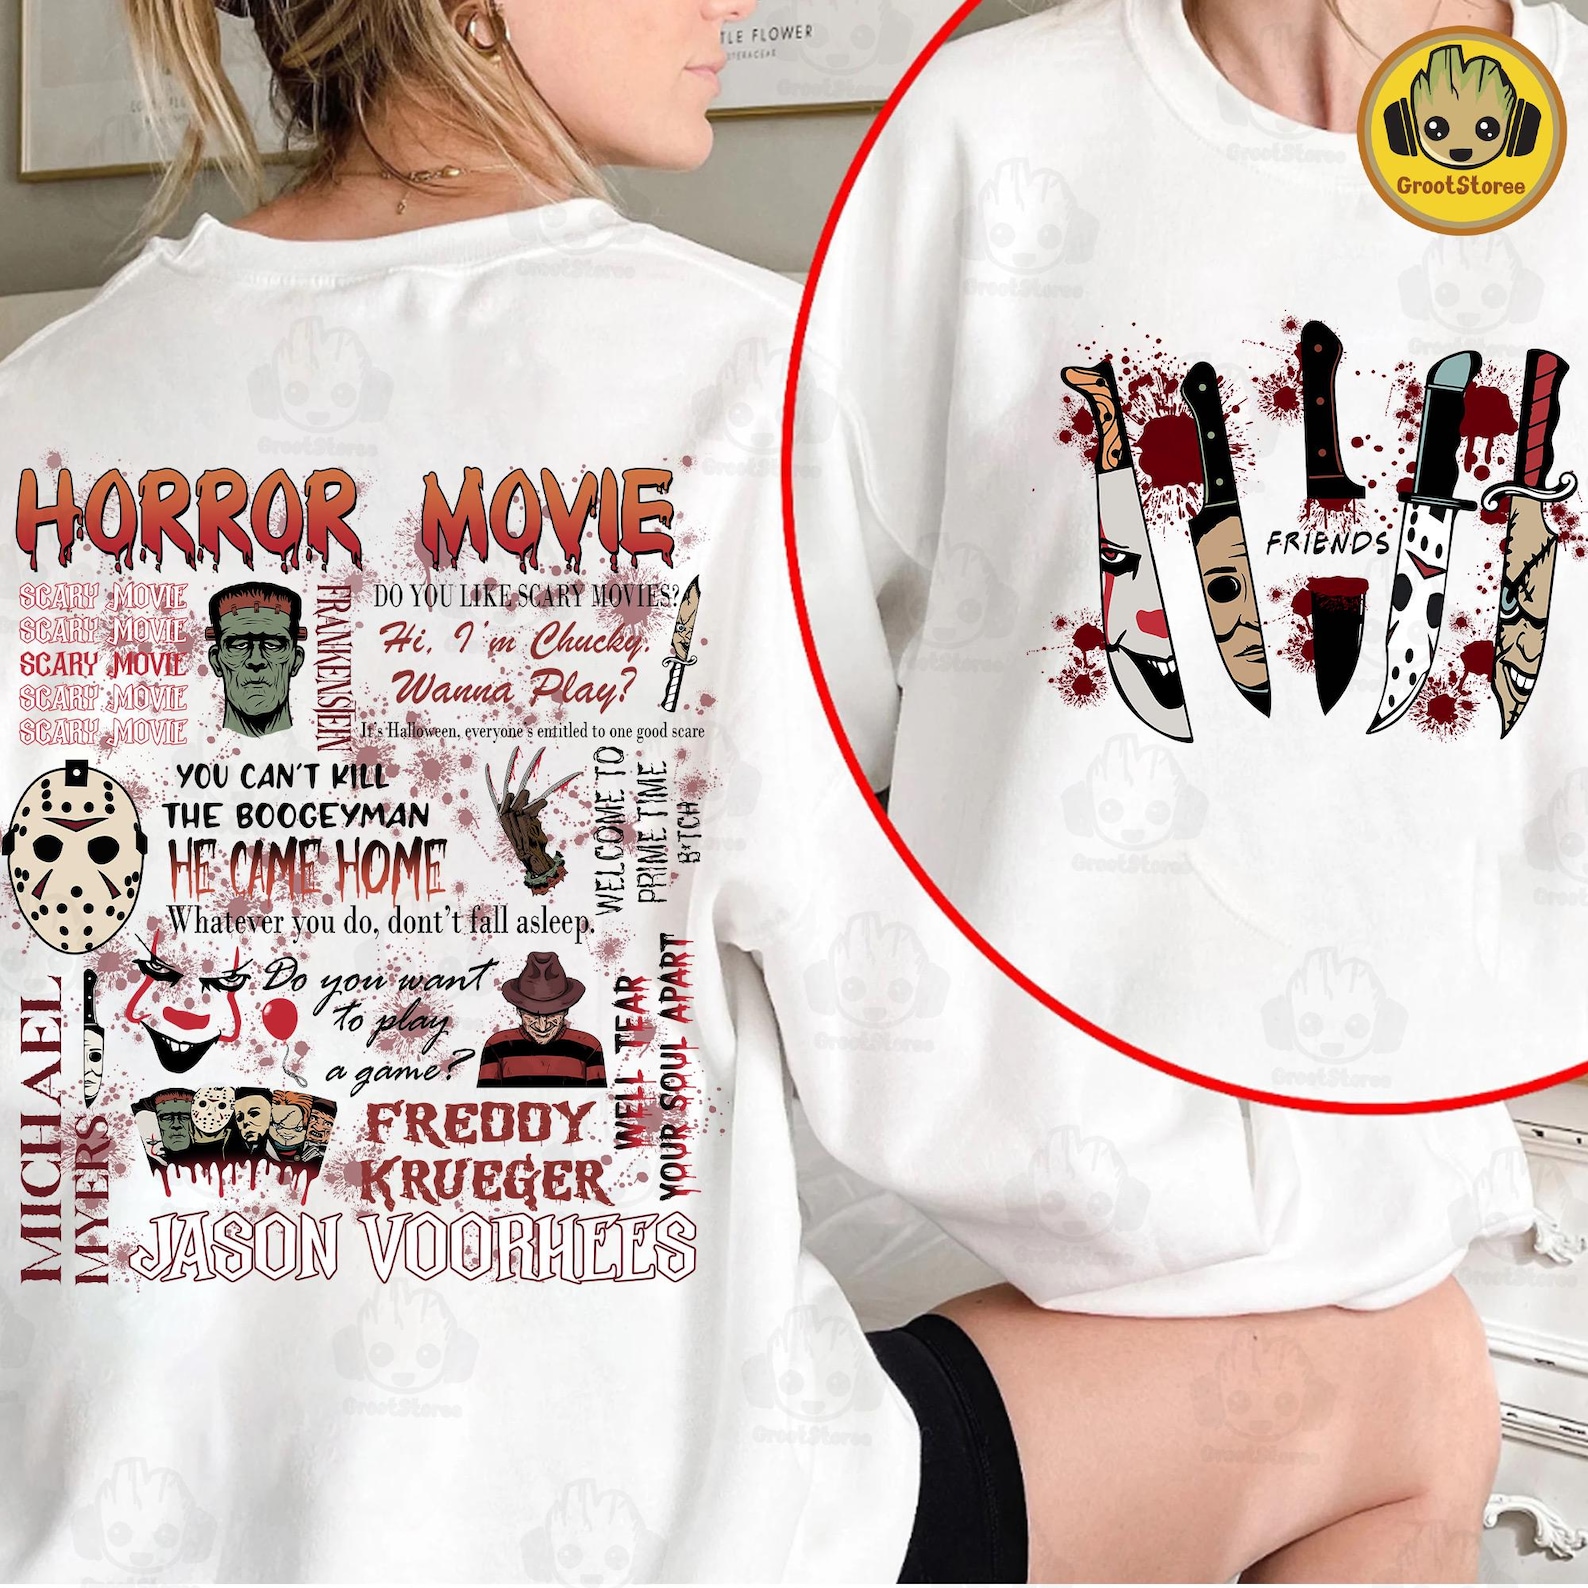 TLE FLOWER
HORROR MOVIE
SCARY MOVIE
SCARY MOVIE
SCARY MOVIE
SCARY MOVIE
SCARY MOVIE
FRANKENSTEIN
DO YOU LIKE SCARY MOVIES?
Hi, I'm Chucky.
Wanna Play?
It's Halloween, everyone's entitled to one good scare
YOU CAN'T KILL
THE BOOGEYMAN
HE CAME HOME
Whatever you do, dont't fall asleep.
WELCOME TO
PRIME TIME
B*TCH
MICHAEL
MYERS
Do you want
to play
a game?
WELL TEAR
YOUR SOUL APART
FREDDY
KRUEGER
JASON VOORHEES
GrootStoree
FRIENDS